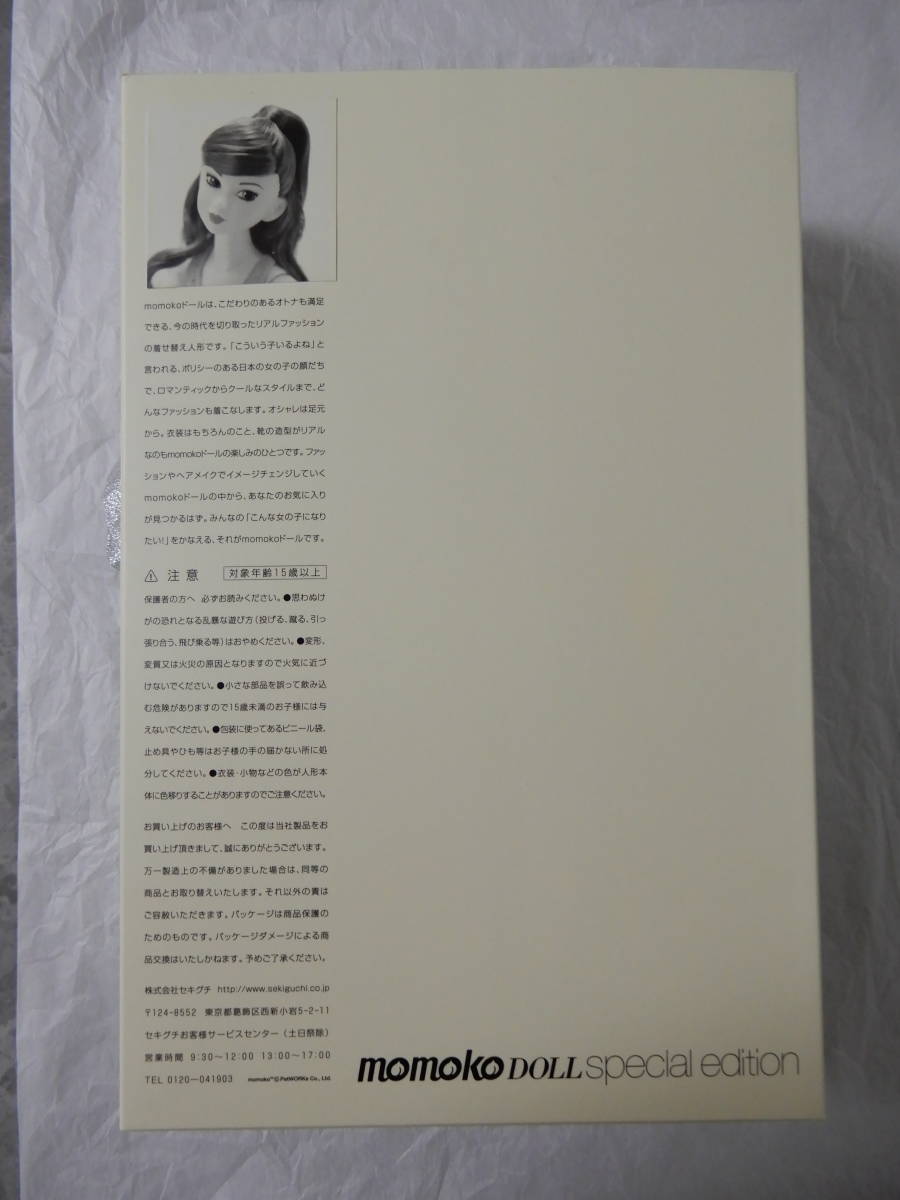 momokoドールは、こだわりのあるオトナも満足
できる、今の時代を切り取ったリアルファッション
の着せ替え人形です。「こういう子いるよね」と
言われる、ポリシーのある日本の女の子の顔だち
で、ロマンティックからクールなスタイルまで、ど
んなファッションも着こなします。オシャレは足元
から。衣装はもちろんのこと、靴の造型がリアル
なのもmomokoドールの楽しみのひとつです。ファッ
ションやヘアメイクでイメージチェンジしていく
momokoドールの中から、あなたのお気に入り
が見つかるはず。みんなの「こんな女の子になり
たい!」をかなえる、それがmomokoドールです。
⚠ 注意 対象年齢15歳以上
保護者の方へ 必ずお読みください。●思わぬけ
がの恐れとなる乱暴な遊び方(投げる、蹴る、引っ
張り合う、飛び乗る等)はおやめください。●変形、
変質又は火災の原因となりますので火気に近づ
けないでください。●小さな部品を誤って飲み込
む危険がありますので15歳未満のお子様には与
えないでください。●包装に使ってあるビニール袋、
止め具やひも等はお子様の手の届かない所に処
分してください。●衣装・小物などの色が人形本
体に色移りすることがありますのでご注意ください。
お買い上げのお客様へ この度は当社製品をお
買い上げ頂きまして、誠にありがとうございます。
万一製造上の不備がありました場合は、同等の
商品とお取り替えいたします。それ以外の責は
ご容赦いただきます。パッケージは商品保護の
ためのものです。パッケージダメージによる商
品交換はいたしかねます。予めご了承ください。
株式会社セキグチ http://www.sekiguchi.co.jp
〒124-8552 東京都葛飾区西新小岩5-2-11
セキグチお客様サービスセンター(土日祭除)
営業時間 9:30〜12:00 13:00〜17:00
TEL 0120-041903 momoko™© PetWORKs Co., Ltd.
momoko DOLL special edition